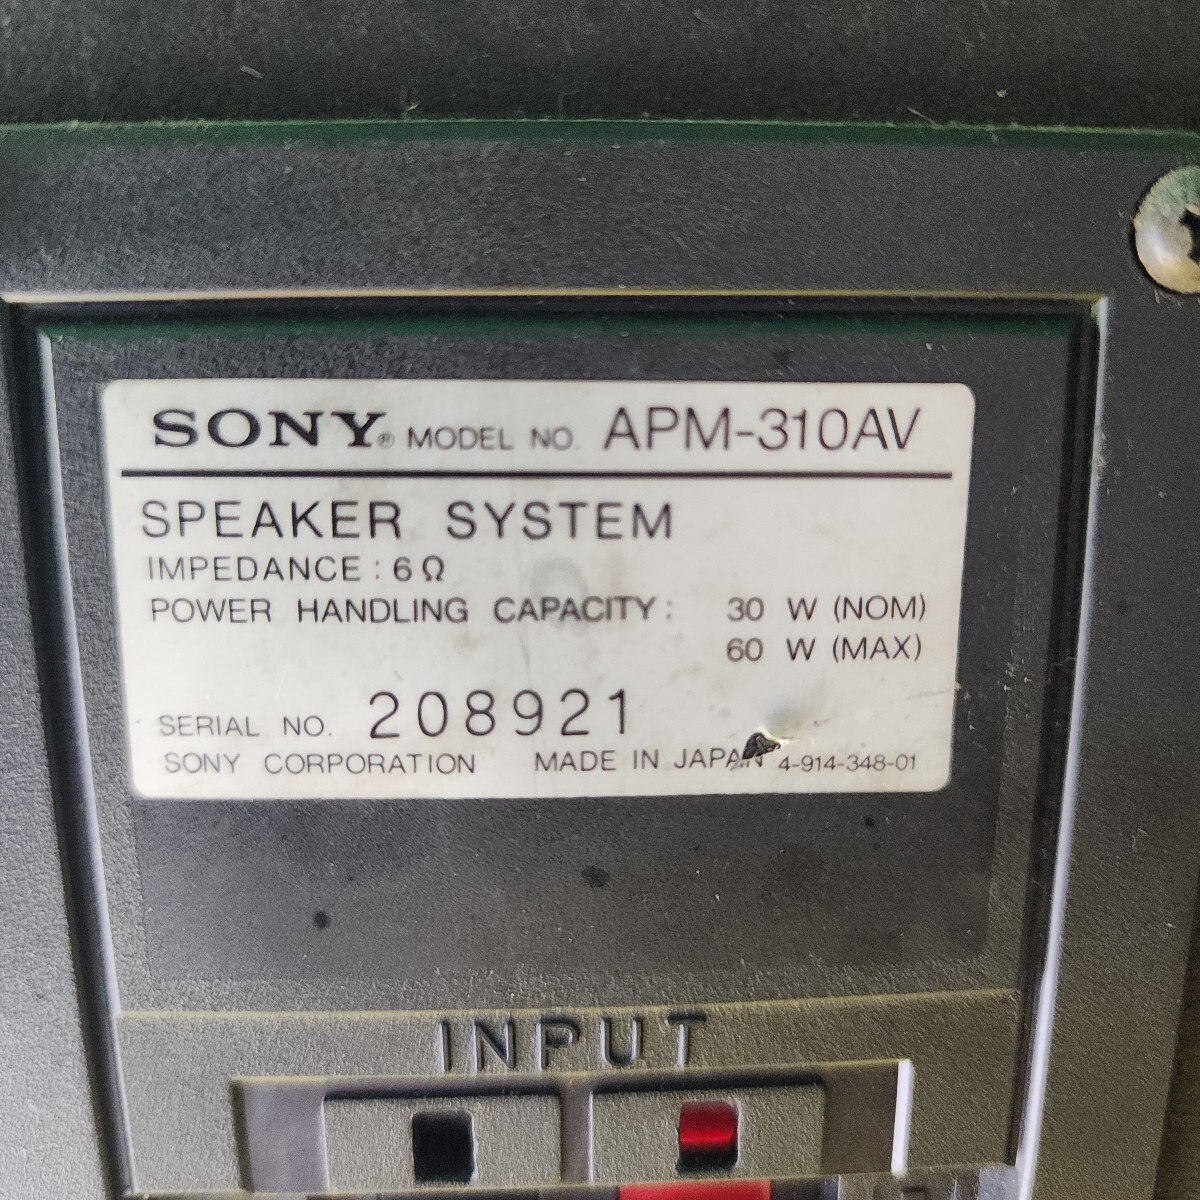 SONY® MODEL NO. APM-310AV
SPEAKER SYSTEM
IMPEDANCE : 6Ω
POWER HANDLING CAPACITY : 30 W (NOM)
60 W (MAX)
SERIAL NO. 208921
SONY CORPORATION MADE IN JAPAN 4-914-348-01
INPUT